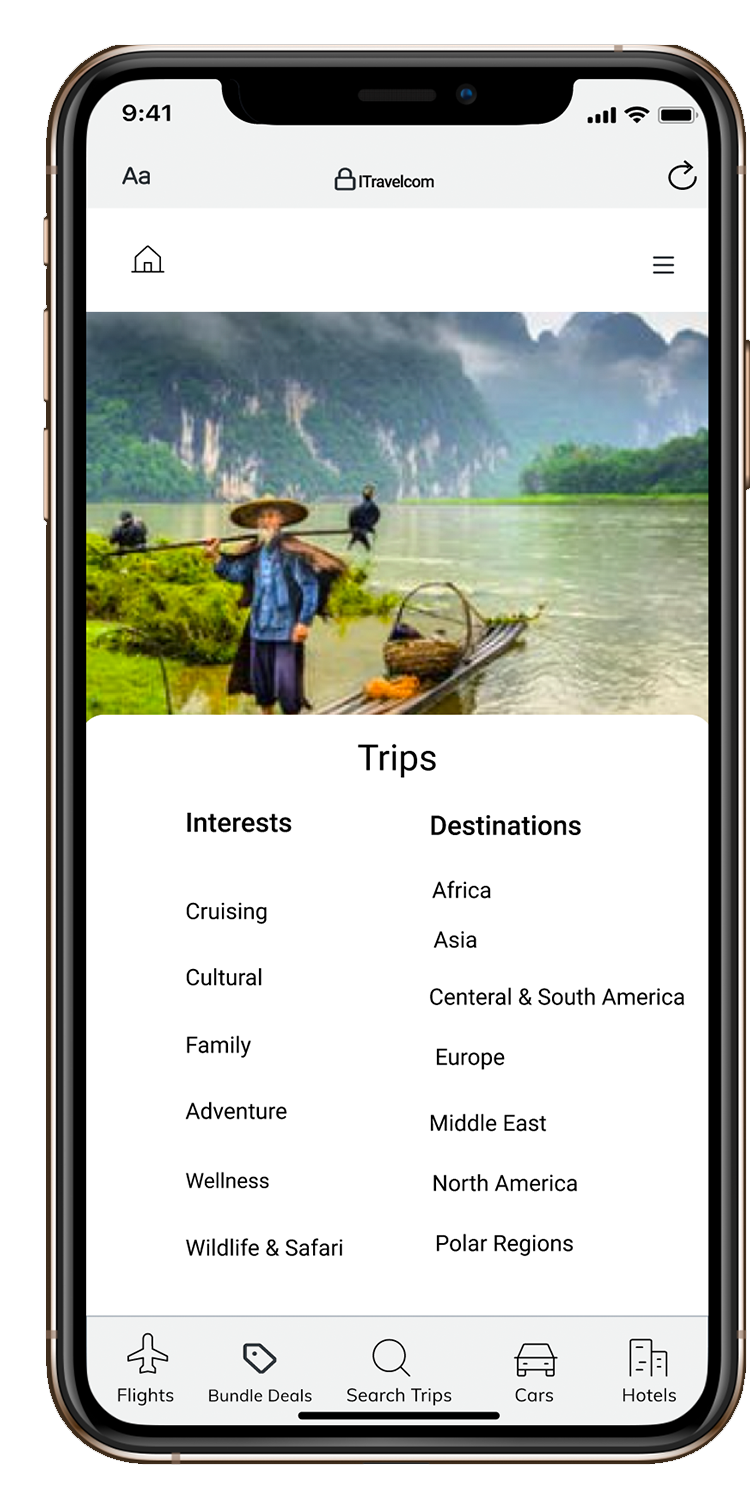 9:41
Aa
ITravelcom
Trips
Interests
Cruising
Cultural
Family
Adventure
Wellness
Wildlife & Safari
Destinations
Africa
Asia
Centeral & South America
Europe
Middle East
North America
Polar Regions
Flights
Bundle Deals
Search Trips
Cars
Hotels